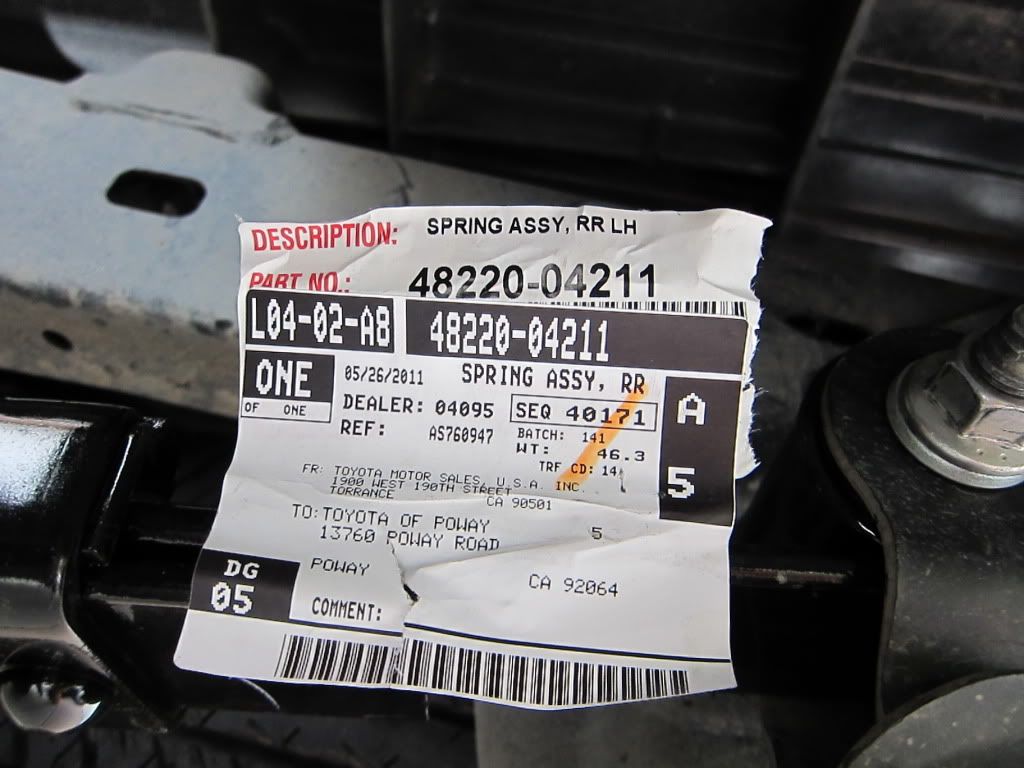 DESCRIPTION: SPRING ASSY, RR LH
PART NO.: 48220-04211
L04-02-A8 48220-04211
ONE 05/26/2011 SPRING ASSY, RR A
OF ONE DEALER: 04095 SEQ 40171
REF: AS760947 BATCH: 141
WT: 46.3
TRF CD: 14 5
FR: TOYOTA MOTOR SALES, U.S.A. INC.
1900 WEST 190TH STREET
TORRANCE CA 90501
TO: TOYOTA OF POWAY 5
13760 POWAY ROAD
DG POWAY CA 92064
05 COMMENT: